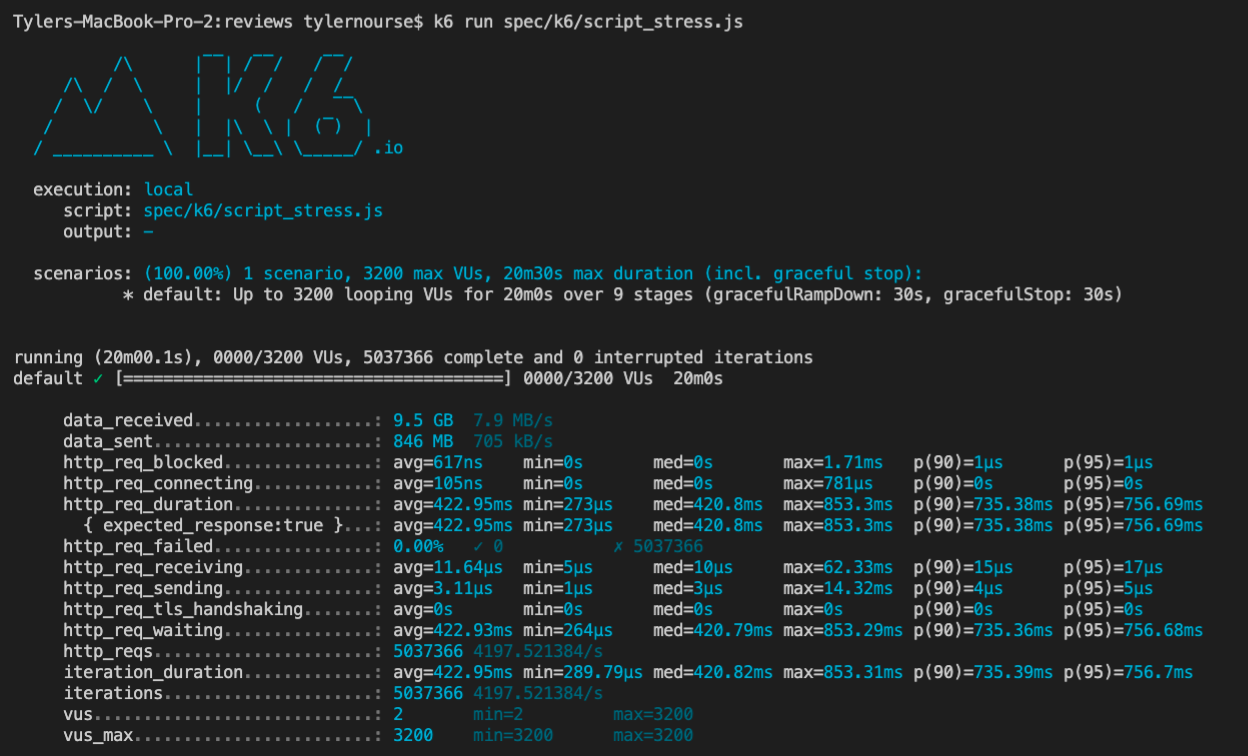 Tylers-MacBook-Pro-2:reviews tylernourse$ k6 run spec/k6/script_stress.js
K6 .io
execution: local
script: spec/k6/script_stress.js
output: -
scenarios: (100.00%) 1 scenario, 3200 max VUs, 20m30s max duration (incl. graceful stop):
* default: Up to 3200 looping VUs for 20m0s over 9 stages (gracefulRampDown: 30s, gracefulStop: 30s)
running (20m00.1s), 0000/3200 VUs, 5037366 complete and 0 interrupted iterations
default ✓ [======================================] 0000/3200 VUs  20m0s
data_received..................: 9.5 GB  7.9 MB/s
data_sent......................: 846 MB  705 kB/s
http_req_blocked...............: avg=617ns    min=0s       med=0s       max=1.71ms   p(90)=1µs      p(95)=1µs
http_req_connecting............: avg=105ns    min=0s       med=0s       max=781µs    p(90)=0s       p(95)=0s
http_req_duration..............: avg=422.95ms min=273µs    med=420.8ms  max=853.3ms  p(90)=735.38ms p(95)=756.69ms
{ expected_response:true }...: avg=422.95ms min=273µs    med=420.8ms  max=853.3ms  p(90)=735.38ms p(95)=756.69ms
http_req_failed................: 0.00%   ✓ 0           ✗ 5037366
http_req_receiving.............: avg=11.64µs  min=5µs      med=10µs     max=62.33ms  p(90)=15µs     p(95)=17µs
http_req_sending...............: avg=3.11µs   min=1µs      med=3µs      max=14.32ms  p(90)=4µs      p(95)=5µs
http_req_tls_handshaking.......: avg=0s       min=0s       med=0s       max=0s       p(90)=0s       p(95)=0s
http_req_waiting...............: avg=422.93ms min=264µs    med=420.79ms max=853.29ms p(90)=735.36ms p(95)=756.68ms
http_reqs......................: 5037366 4197.521384/s
iteration_duration.............: avg=422.95ms min=289.79µs med=420.82ms max=853.31ms p(90)=735.39ms p(95)=756.7ms
iterations.....................: 5037366 4197.521384/s
vus............................: 2       min=2         max=3200
vus_max........................: 3200    min=3200      max=3200